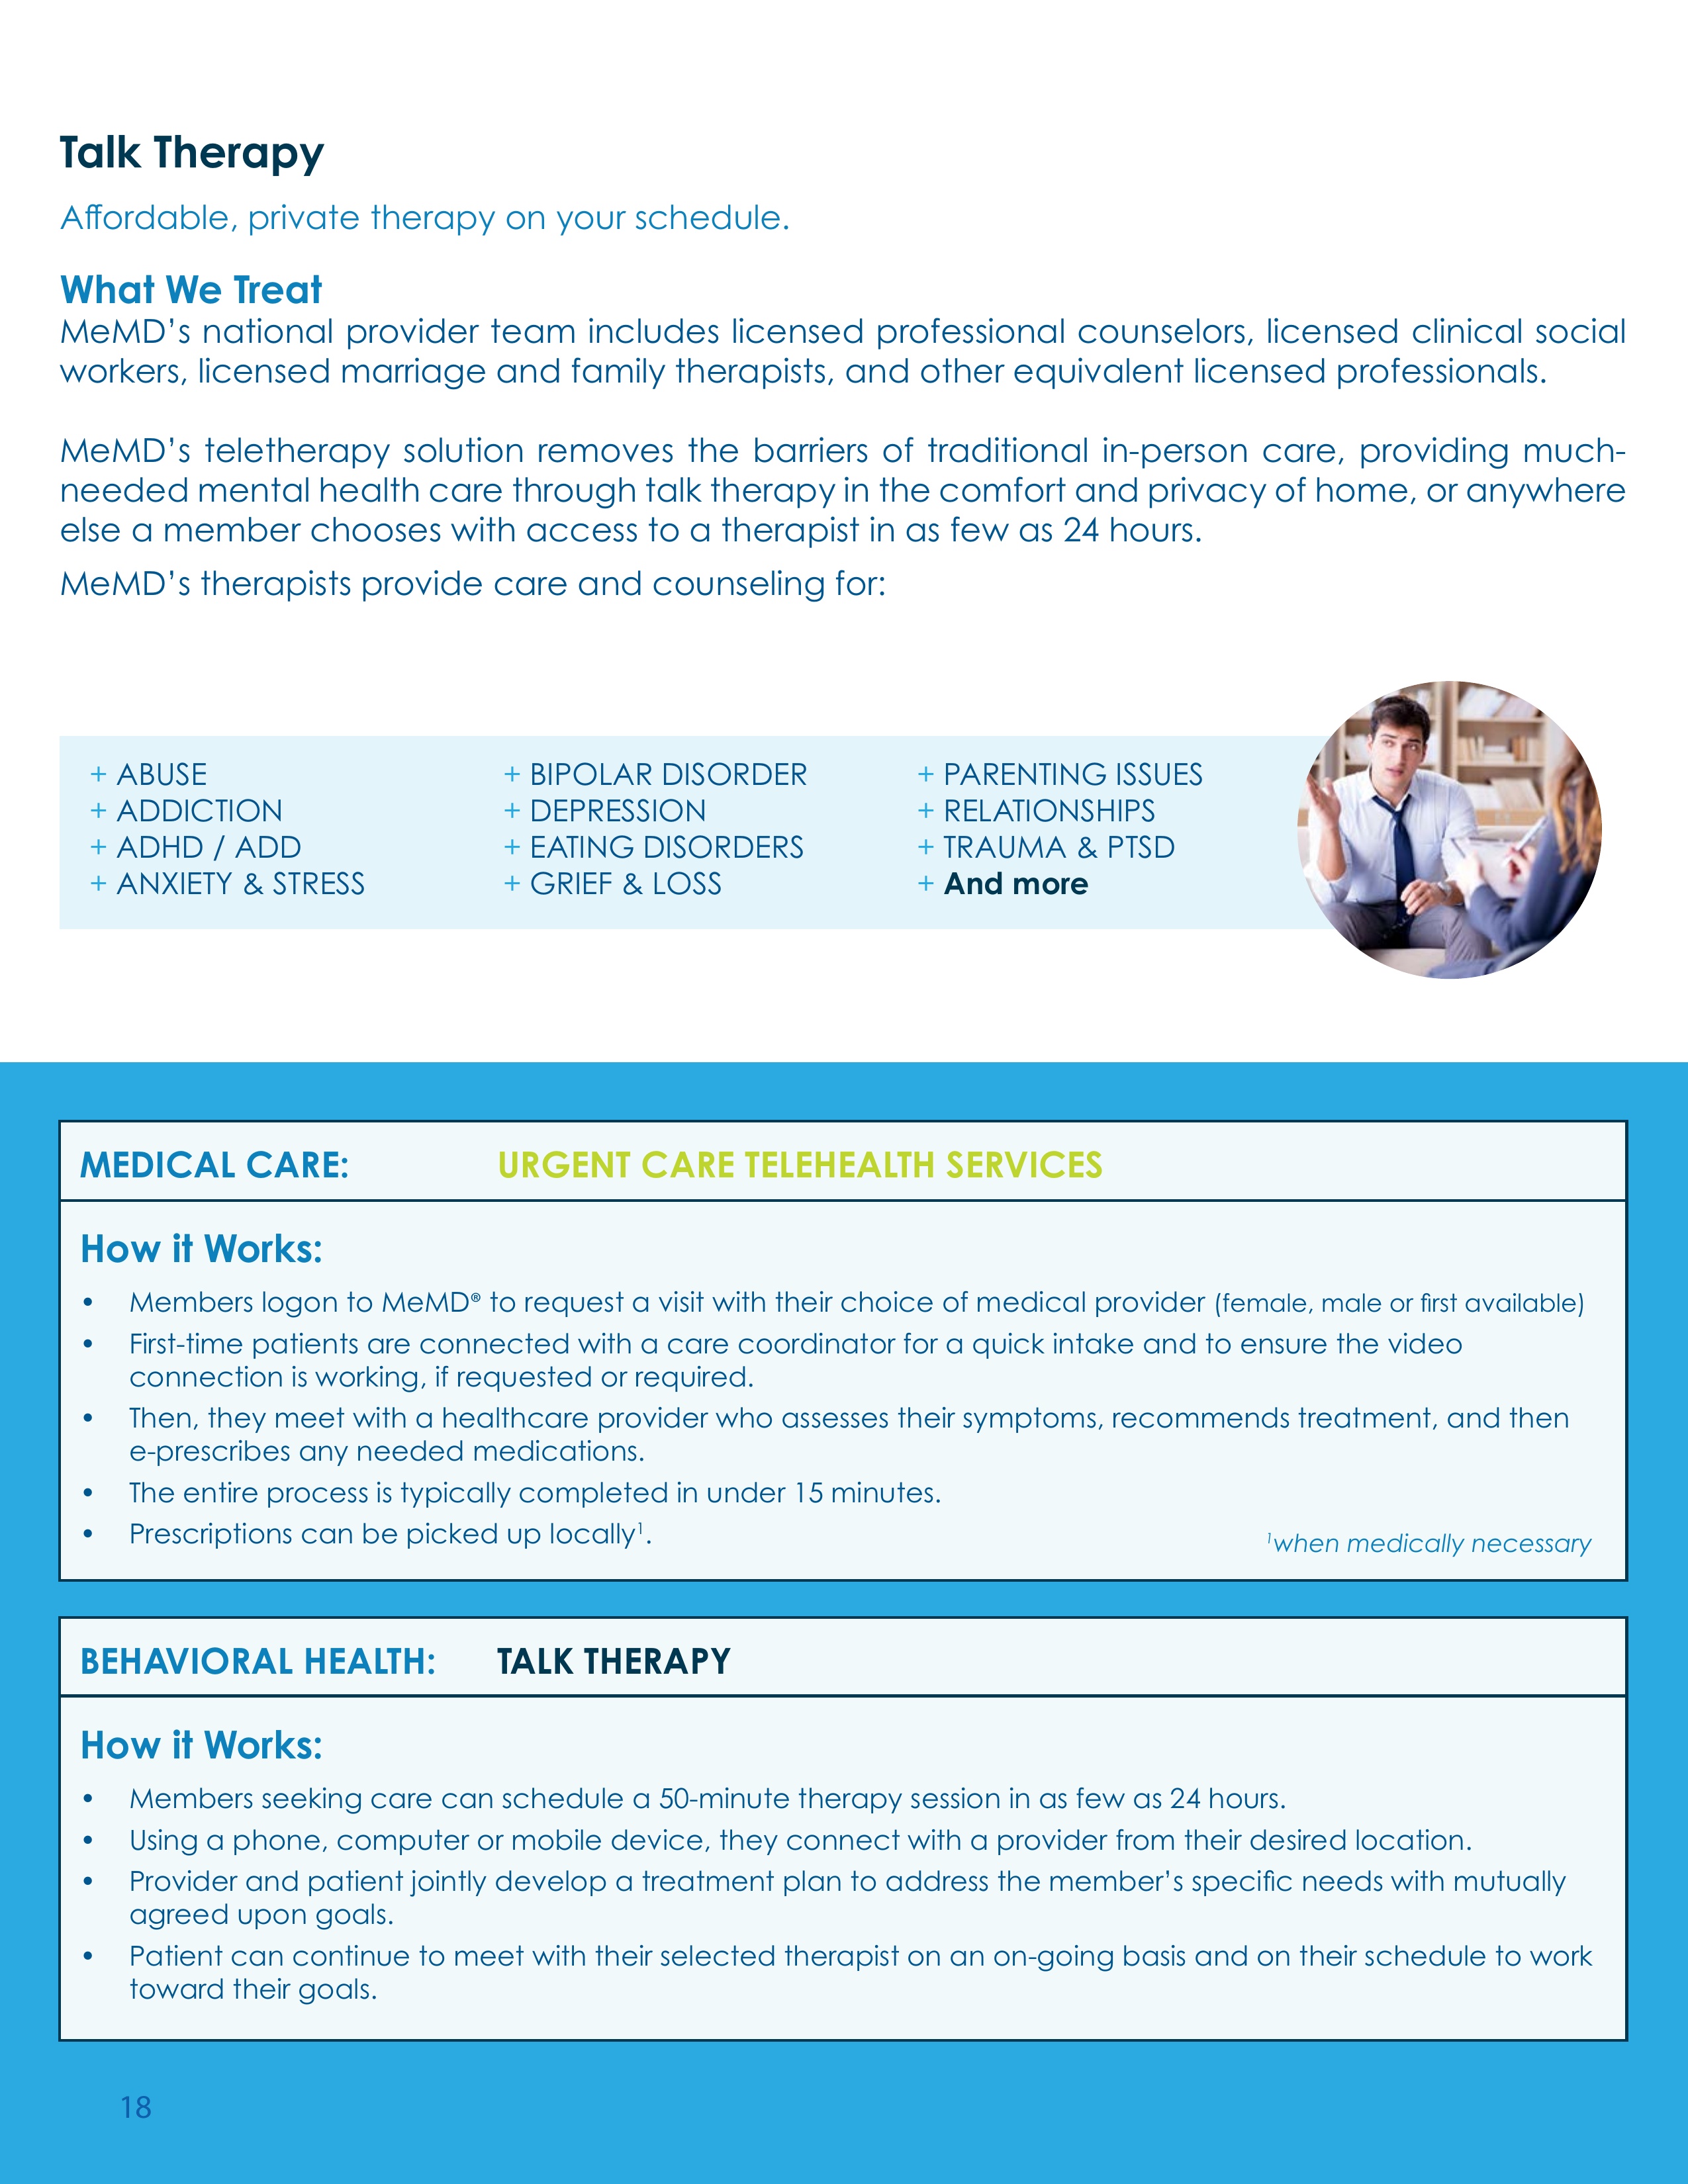 Talk Therapy
Affordable, private therapy on your schedule.
What We Treat
MeMD’s national provider team includes licensed professional counselors, licensed clinical social
workers, licensed marriage and family therapists, and other equivalent licensed professionals.
MeMD’s teletherapy solution removes the barriers of traditional in-person care, providing much-
needed mental health care through talk therapy in the comfort and privacy of home, or anywhere
else a member chooses with access to a therapist in as few as 24 hours.
MeMD’s therapists provide care and counseling for:
+ ABUSE
+ ADDICTION
+ ADHD / ADD
+ ANXIETY & STRESS
+ BIPOLAR DISORDER
+ DEPRESSION
+ EATING DISORDERS
+ GRIEF & LOSS
+ PARENTING ISSUES
+ RELATIONSHIPS
+ TRAUMA & PTSD
+ And more
MEDICAL CARE: URGENT CARE TELEHEALTH SERVICES
How it Works:
• Members logon to MeMD® to request a visit with their choice of medical provider (female, male or first available)
• First-time patients are connected with a care coordinator for a quick intake and to ensure the video
connection is working, if requested or required.
• Then, they meet with a healthcare provider who assesses their symptoms, recommends treatment, and then
e-prescribes any needed medications.
• The entire process is typically completed in under 15 minutes.
• Prescriptions can be picked up locally¹.
¹when medically necessary
BEHAVIORAL HEALTH: TALK THERAPY
How it Works:
• Members seeking care can schedule a 50-minute therapy session in as few as 24 hours.
• Using a phone, computer or mobile device, they connect with a provider from their desired location.
• Provider and patient jointly develop a treatment plan to address the member’s specific needs with mutually
agreed upon goals.
• Patient can continue to meet with their selected therapist on an on-going basis and on their schedule to work
toward their goals.
18